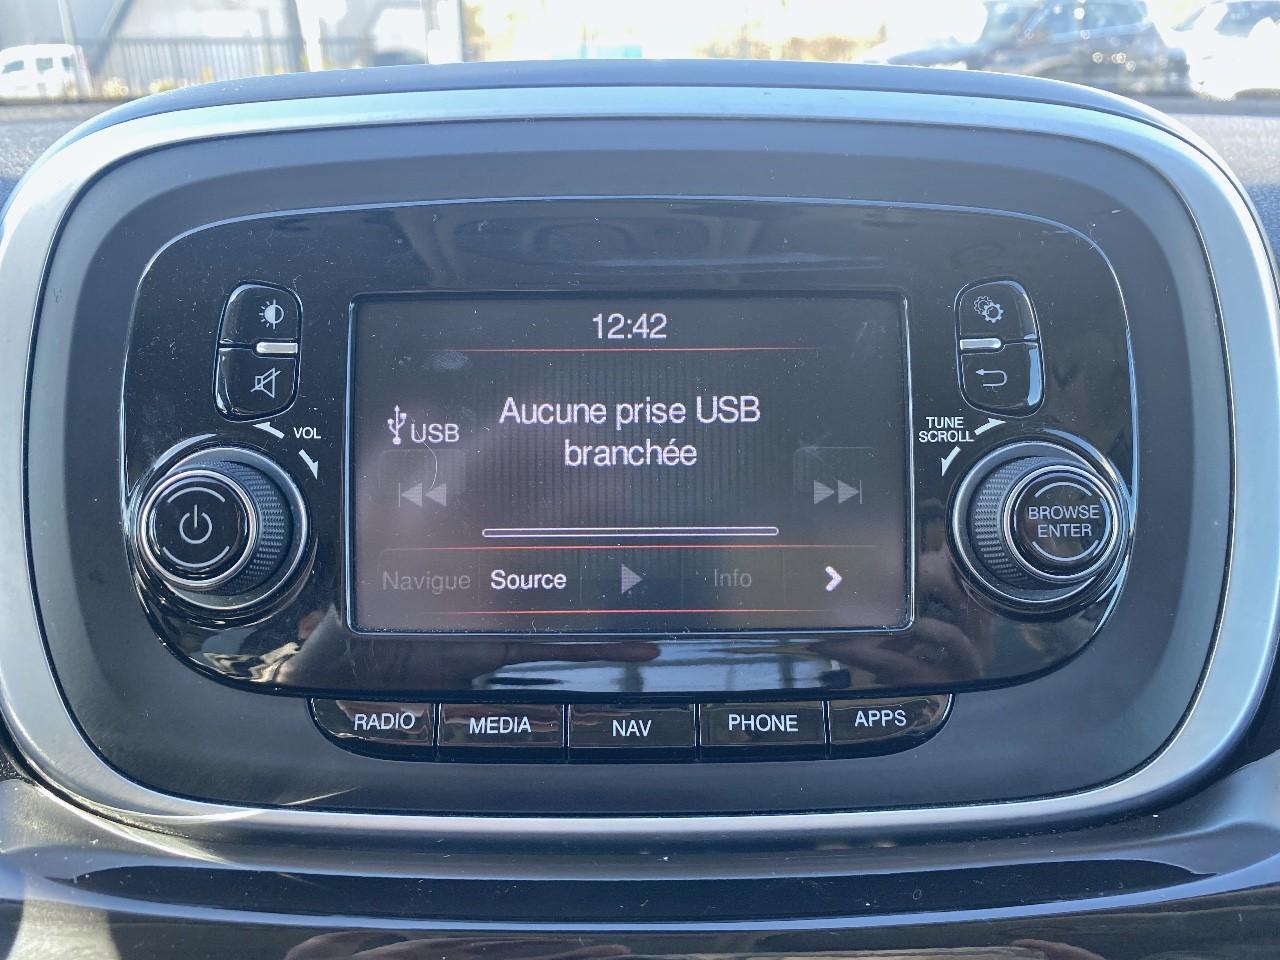 12:42
Aucune prise USB
branchée
USB
VOL
TUNE
SCROLL
BROWSE
ENTER
Navigue
Source
Info
RADIO
MEDIA
NAV
PHONE
APPS